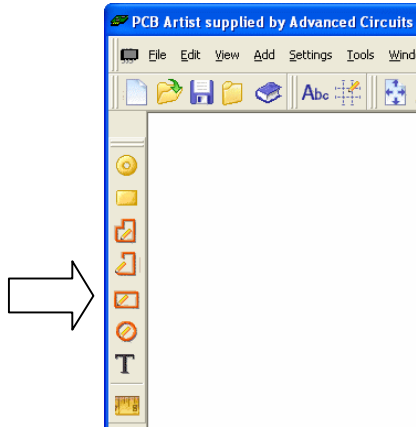 PCB Artist supplied by Advanced Circuits
File Edit View Add Settings Tools Wind
Abc
T